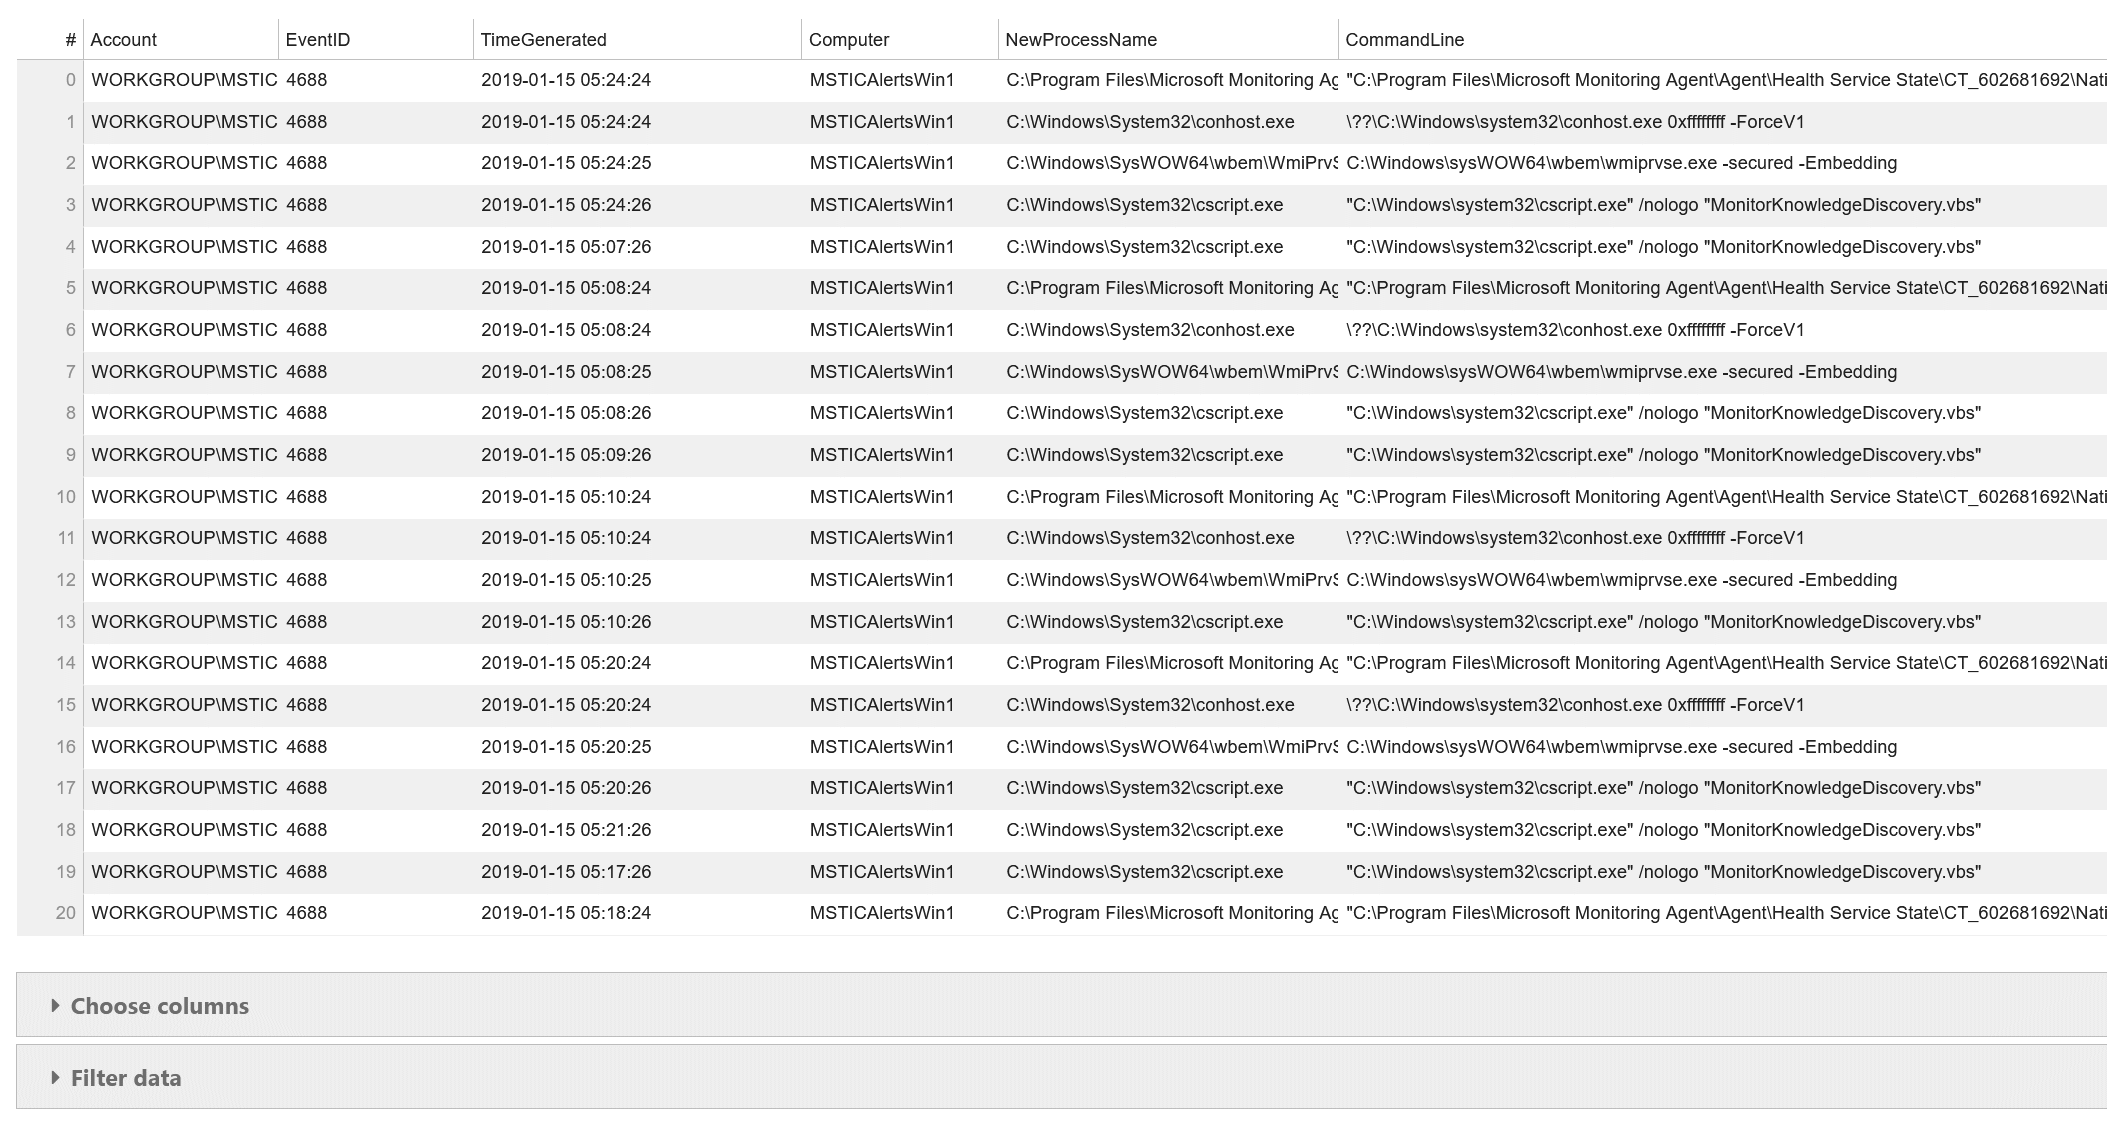 # Account EventID TimeGenerated Computer NewProcessName CommandLine
0 WORKGROUP\MSTIC 4688 2019-01-15 05:24:24 MSTICAlertsWin1 C:\Program Files\Microsoft Monitoring Ag "C:\Program Files\Microsoft Monitoring Agent\Agent\Health Service State\CT_602681692\Nati
1 WORKGROUP\MSTIC 4688 2019-01-15 05:24:24 MSTICAlertsWin1 C:\Windows\System32\conhost.exe \??\C:\Windows\system32\conhost.exe 0xffffffff -ForceV1
2 WORKGROUP\MSTIC 4688 2019-01-15 05:24:25 MSTICAlertsWin1 C:\Windows\SysWOW64\wbem\WmiPrvS C:\Windows\sysWOW64\wbem\wmiprvse.exe -secured -Embedding
3 WORKGROUP\MSTIC 4688 2019-01-15 05:24:26 MSTICAlertsWin1 C:\Windows\System32\cscript.exe "C:\Windows\system32\cscript.exe" /nologo "MonitorKnowledgeDiscovery.vbs"
4 WORKGROUP\MSTIC 4688 2019-01-15 05:07:26 MSTICAlertsWin1 C:\Windows\System32\cscript.exe "C:\Windows\system32\cscript.exe" /nologo "MonitorKnowledgeDiscovery.vbs"
5 WORKGROUP\MSTIC 4688 2019-01-15 05:08:24 MSTICAlertsWin1 C:\Program Files\Microsoft Monitoring Ag "C:\Program Files\Microsoft Monitoring Agent\Agent\Health Service State\CT_602681692\Nati
6 WORKGROUP\MSTIC 4688 2019-01-15 05:08:24 MSTICAlertsWin1 C:\Windows\System32\conhost.exe \??\C:\Windows\system32\conhost.exe 0xffffffff -ForceV1
7 WORKGROUP\MSTIC 4688 2019-01-15 05:08:25 MSTICAlertsWin1 C:\Windows\SysWOW64\wbem\WmiPrvS C:\Windows\sysWOW64\wbem\wmiprvse.exe -secured -Embedding
8 WORKGROUP\MSTIC 4688 2019-01-15 05:08:26 MSTICAlertsWin1 C:\Windows\System32\cscript.exe "C:\Windows\system32\cscript.exe" /nologo "MonitorKnowledgeDiscovery.vbs"
9 WORKGROUP\MSTIC 4688 2019-01-15 05:09:26 MSTICAlertsWin1 C:\Windows\System32\cscript.exe "C:\Windows\system32\cscript.exe" /nologo "MonitorKnowledgeDiscovery.vbs"
10 WORKGROUP\MSTIC 4688 2019-01-15 05:10:24 MSTICAlertsWin1 C:\Program Files\Microsoft Monitoring Ag "C:\Program Files\Microsoft Monitoring Agent\Agent\Health Service State\CT_602681692\Nati
11 WORKGROUP\MSTIC 4688 2019-01-15 05:10:24 MSTICAlertsWin1 C:\Windows\System32\conhost.exe \??\C:\Windows\system32\conhost.exe 0xffffffff -ForceV1
12 WORKGROUP\MSTIC 4688 2019-01-15 05:10:25 MSTICAlertsWin1 C:\Windows\SysWOW64\wbem\WmiPrvS C:\Windows\sysWOW64\wbem\wmiprvse.exe -secured -Embedding
13 WORKGROUP\MSTIC 4688 2019-01-15 05:10:26 MSTICAlertsWin1 C:\Windows\System32\cscript.exe "C:\Windows\system32\cscript.exe" /nologo "MonitorKnowledgeDiscovery.vbs"
14 WORKGROUP\MSTIC 4688 2019-01-15 05:20:24 MSTICAlertsWin1 C:\Program Files\Microsoft Monitoring Ag "C:\Program Files\Microsoft Monitoring Agent\Agent\Health Service State\CT_602681692\Nati
15 WORKGROUP\MSTIC 4688 2019-01-15 05:20:24 MSTICAlertsWin1 C:\Windows\System32\conhost.exe \??\C:\Windows\system32\conhost.exe 0xffffffff -ForceV1
16 WORKGROUP\MSTIC 4688 2019-01-15 05:20:25 MSTICAlertsWin1 C:\Windows\SysWOW64\wbem\WmiPrvS C:\Windows\sysWOW64\wbem\wmiprvse.exe -secured -Embedding
17 WORKGROUP\MSTIC 4688 2019-01-15 05:20:26 MSTICAlertsWin1 C:\Windows\System32\cscript.exe "C:\Windows\system32\cscript.exe" /nologo "MonitorKnowledgeDiscovery.vbs"
18 WORKGROUP\MSTIC 4688 2019-01-15 05:21:26 MSTICAlertsWin1 C:\Windows\System32\cscript.exe "C:\Windows\system32\cscript.exe" /nologo "MonitorKnowledgeDiscovery.vbs"
19 WORKGROUP\MSTIC 4688 2019-01-15 05:17:26 MSTICAlertsWin1 C:\Windows\System32\cscript.exe "C:\Windows\system32\cscript.exe" /nologo "MonitorKnowledgeDiscovery.vbs"
20 WORKGROUP\MSTIC 4688 2019-01-15 05:18:24 MSTICAlertsWin1 C:\Program Files\Microsoft Monitoring Ag "C:\Program Files\Microsoft Monitoring Agent\Agent\Health Service State\CT_602681692\Nati
Choose columns
Filter data